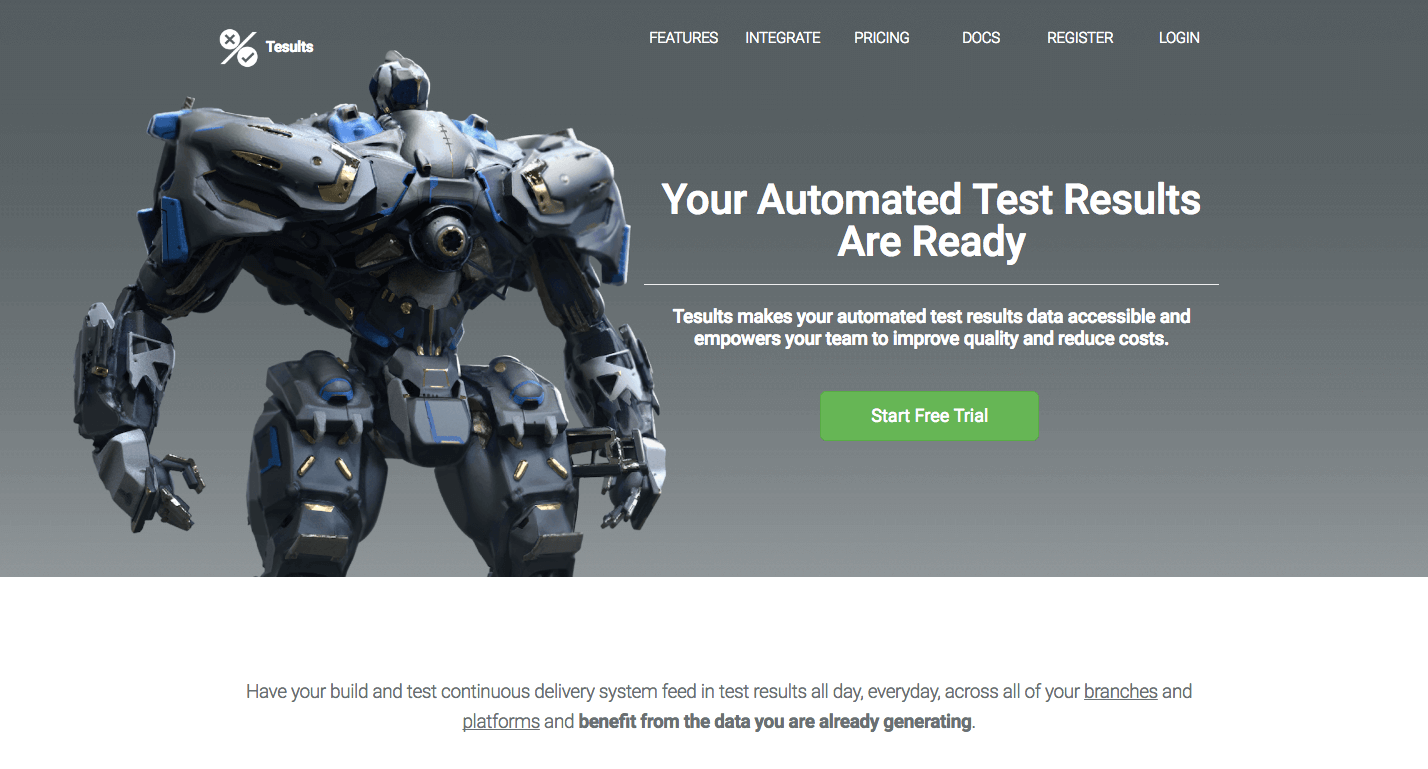 Tesults
FEATURES INTEGRATE PRICING DOCS REGISTER LOGIN
Your Automated Test Results
Are Ready
Tesults makes your automated test results data accessible and
empowers your team to improve quality and reduce costs.
Start Free Trial
Have your build and test continuous delivery system feed in test results all day, everyday, across all of your branches and
platforms and benefit from the data you are already generating.